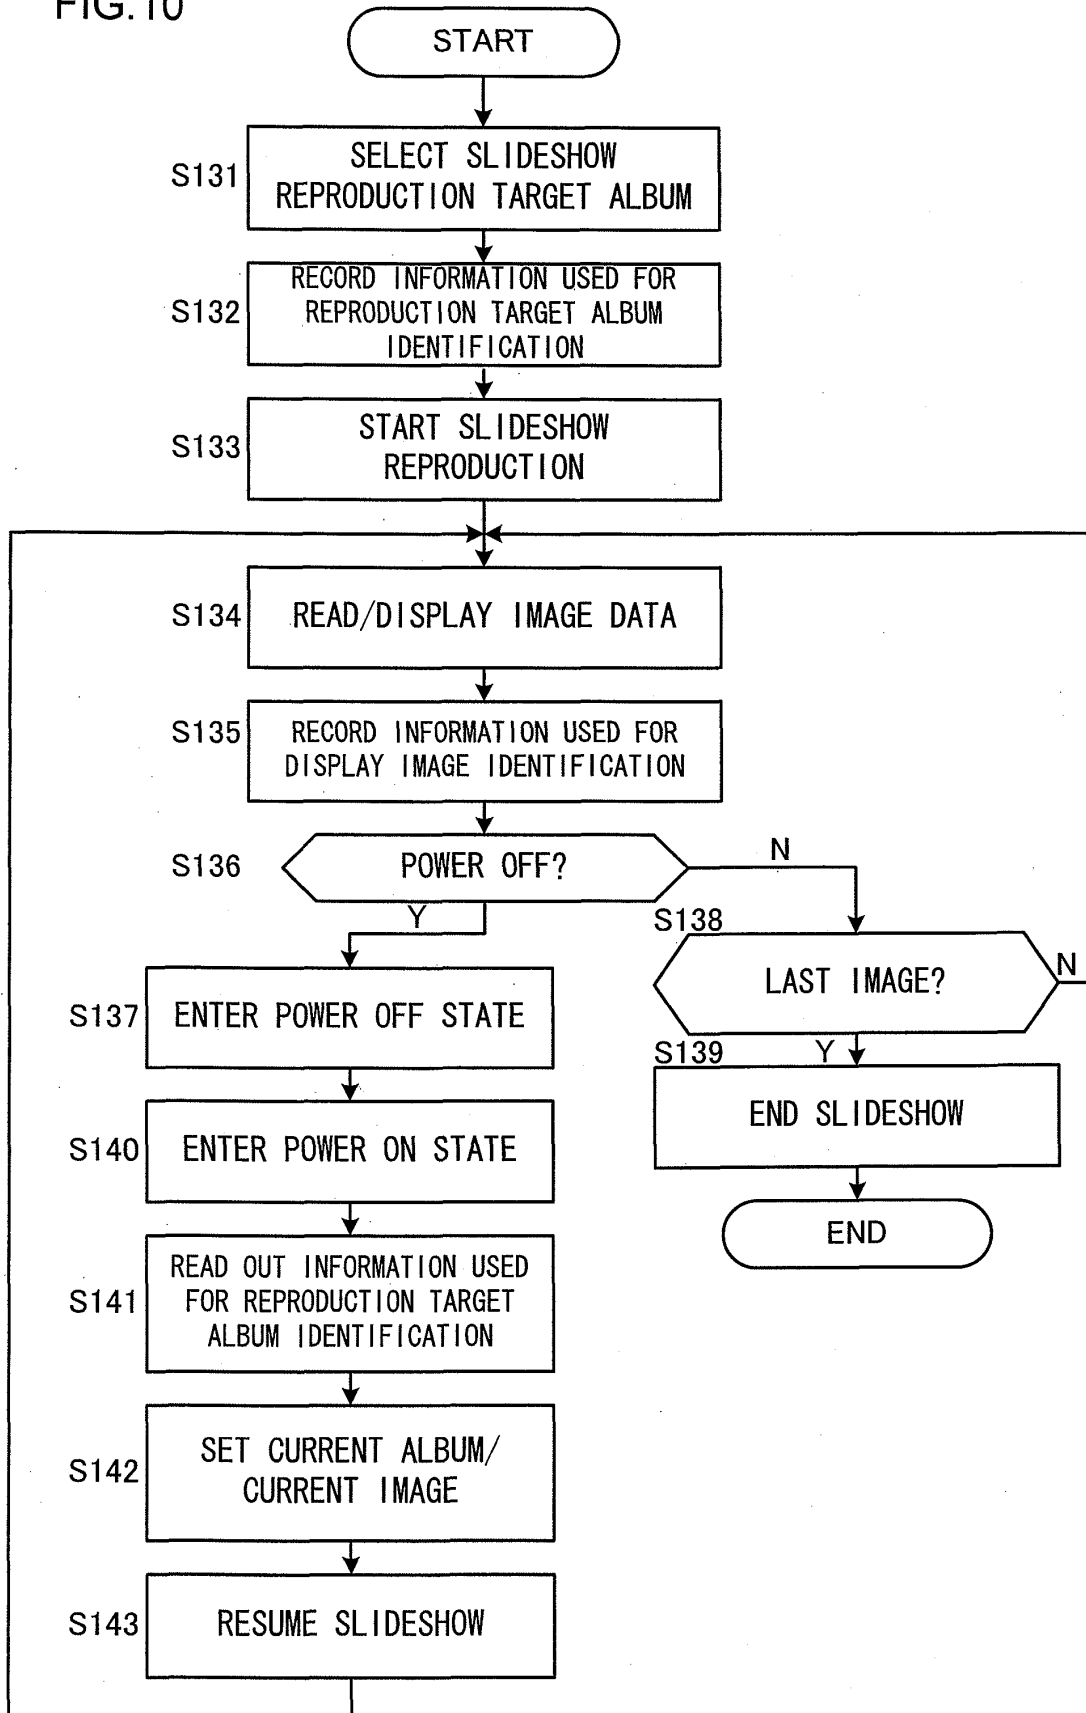 FIG.10
START
S131
SELECT SLIDESHOW
REPRODUCTION TARGET ALBUM
S132
RECORD INFORMATION USED FOR
REPRODUCTION TARGET ALBUM
IDENTIFICATION
S133
START SLIDESHOW
REPRODUCTION
S134
READ/DISPLAY IMAGE DATA
S135
RECORD INFORMATION USED FOR
DISPLAY IMAGE IDENTIFICATION
S136
POWER OFF?
N
Y
S138
LAST IMAGE?
N
S137
ENTER POWER OFF STATE
Y
S139
END SLIDESHOW
S140
ENTER POWER ON STATE
END
S141
READ OUT INFORMATION USED
FOR REPRODUCTION TARGET
ALBUM IDENTIFICATION
S142
SET CURRENT ALBUM/
CURRENT IMAGE
S143
RESUME SLIDESHOW